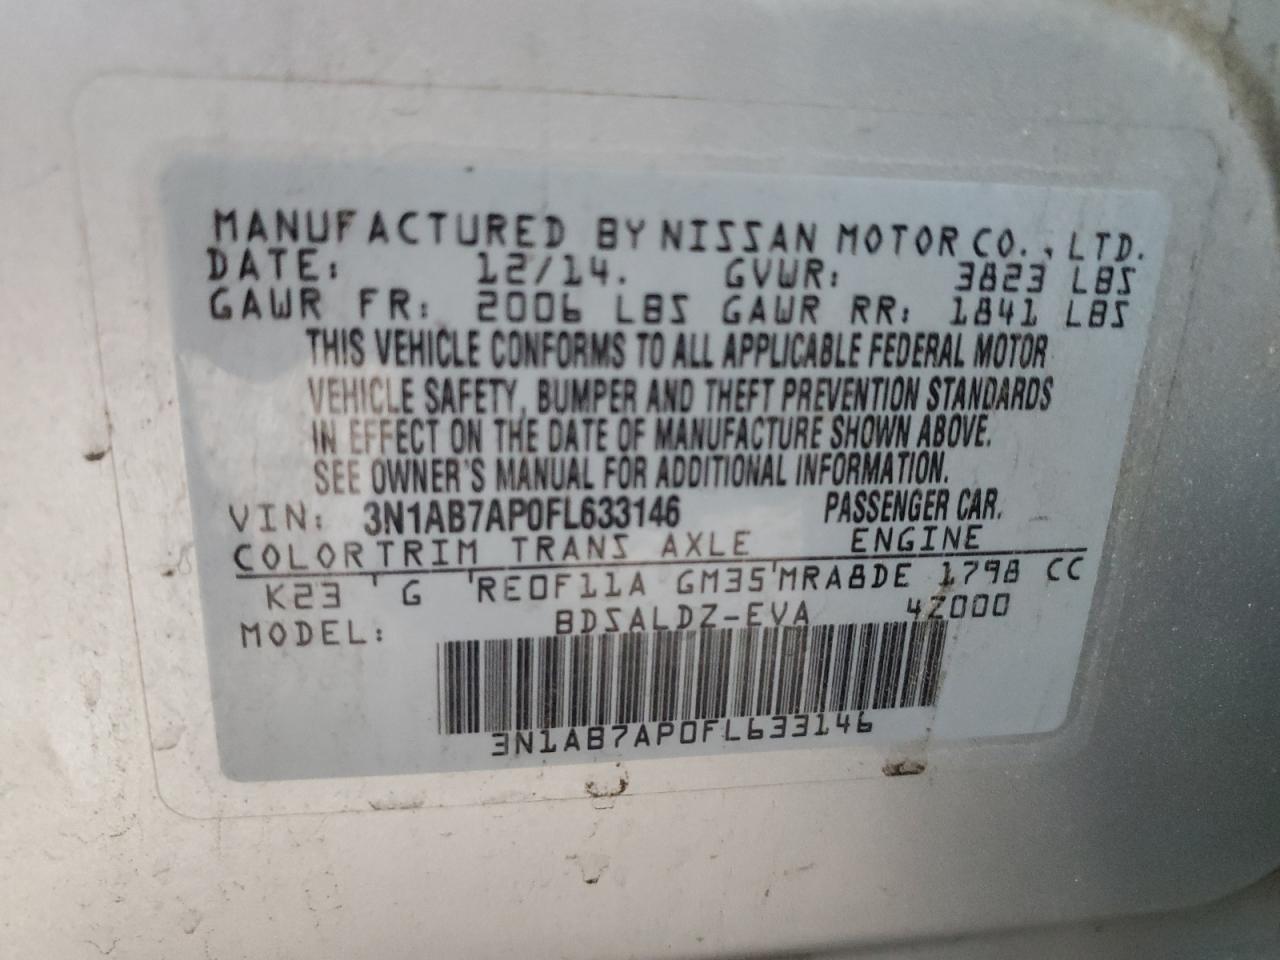 MANUFACTURED BY NISSAN MOTOR CO., LTD.
DATE: 12/14. GVWR: 3823 LBS
GAWR FR: 2006 LBS GAWR RR: 1841 LBS
THIS VEHICLE CONFORMS TO ALL APPLICABLE FEDERAL MOTOR
VEHICLE SAFETY, BUMPER AND THEFT PREVENTION STANDARDS
IN EFFECT ON THE DATE OF MANUFACTURE SHOWN ABOVE.
SEE OWNER'S MANUAL FOR ADDITIONAL INFORMATION.
VIN: 3N1AB7AP0FL633146 PASSENGER CAR.
COLOR TRIM TRANS AXLE ENGINE
K23 ' G 'RE0F11A GM35'MRA8DE 1798 CC
MODEL: BDSALDZ-EVA 4Z000
3N1AB7AP0FL633146